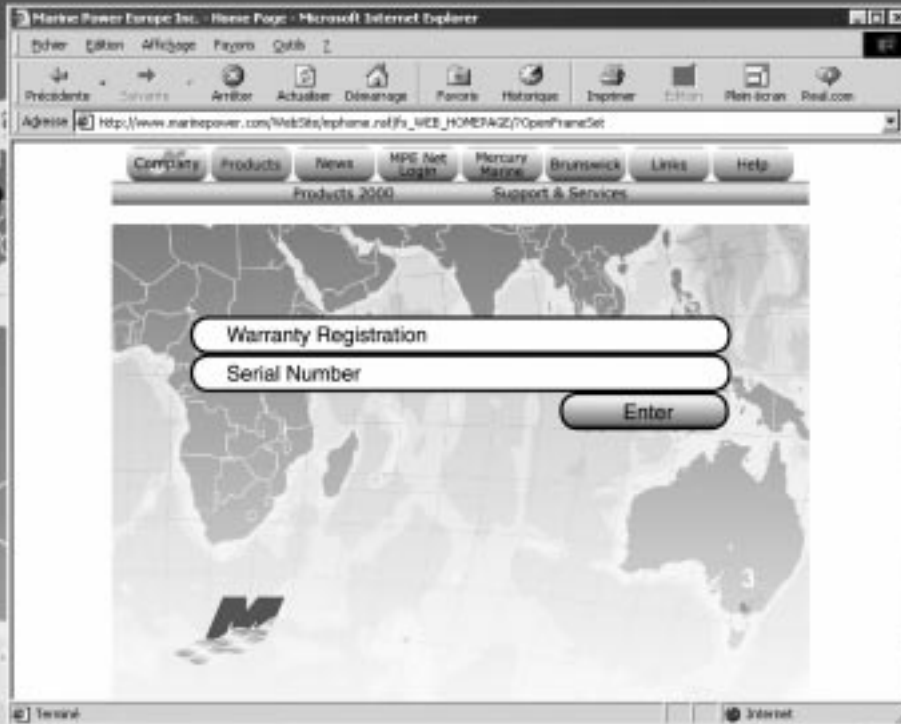 Marine Power Europe Inc. - Home Page - Microsoft Internet Explorer
Fichier Edition Affichage Favoris Outils ?
Précédente Suivante Arrêter Actualiser Démarrage Favoris Historique Imprimer Edition Plein écran Real.com
Adresse http://www.marinepower.com/WebSite/mphome.nsf/fs_WEB_HOMEPAGE/?OpenFrameSet
Company Products News MPE Net Login Mercury Marine Brunswick Links Help
Products 2000 Support & Services
Warranty Registration
Serial Number
Enter
3
M
Terminé Internet